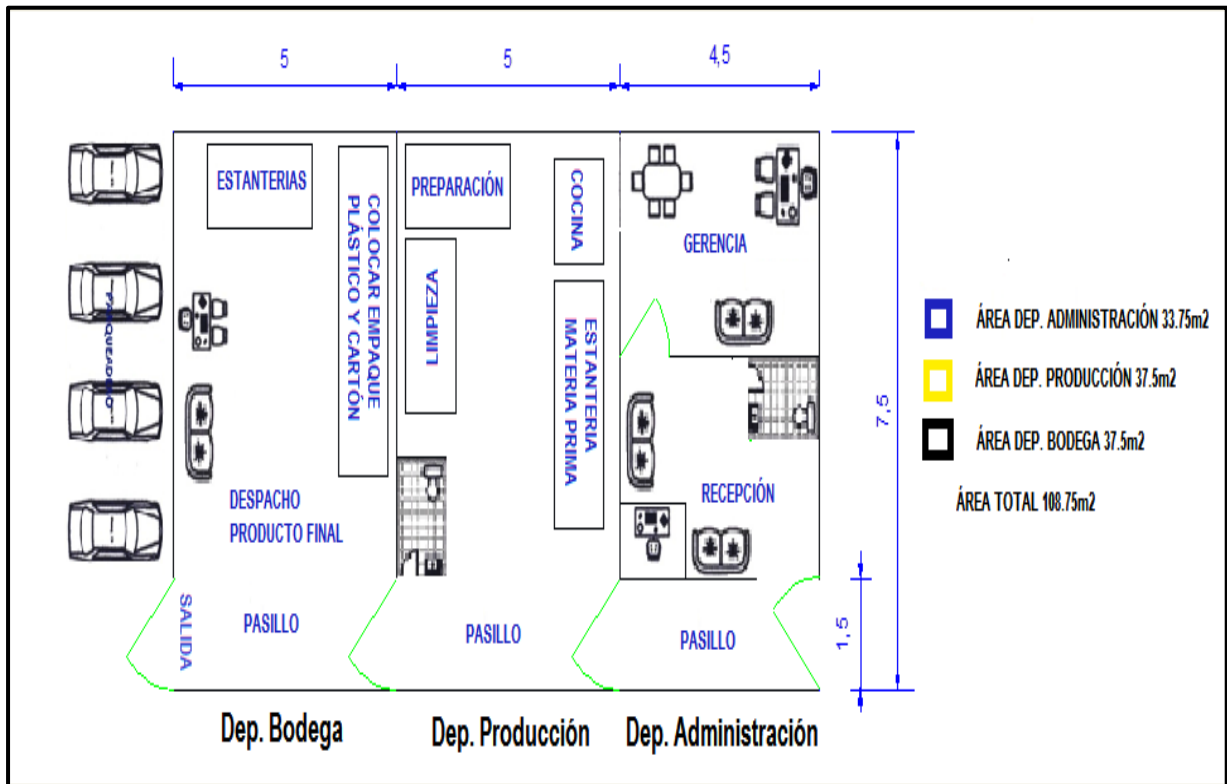 5
5
4,5
ESTANTERIAS
COLOCAR EMPAQUE
PLÁSTICO Y CARTÓN
PREPARACIÓN
COCINA
LIMPIEZA
ESTANTERIA
MATERIA PRIMA
GERENCIA
PARQUEADERO
DESPACHO
PRODUCTO FINAL
RECEPCIÓN
7,5
1,5
SALIDA
PASILLO
PASILLO
PASILLO
Dep. Bodega
Dep. Producción
Dep. Administración
ÁREA DEP. ADMINISTRACIÓN 33.75m2
ÁREA DEP. PRODUCCIÓN 37.5m2
ÁREA DEP. BODEGA 37.5m2
ÁREA TOTAL 108.75m2